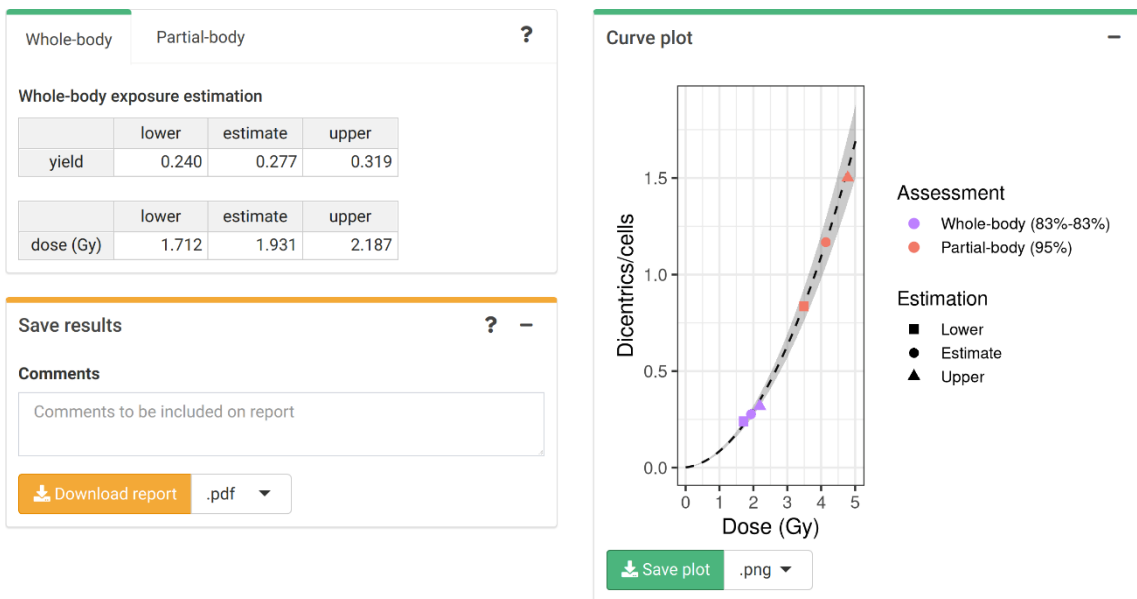 Whole-body Partial-body ?
Whole-body exposure estimation
lower estimate upper
yield 0.240 0.277 0.319
lower estimate upper
dose (Gy) 1.712 1.931 2.187
Save results ? −
Comments
Comments to be included on report
Download report .pdf
Curve plot −
Dicentrics/cells
1.5
1.0
0.5
0.0
0 1 2 3 4 5
Dose (Gy)
Assessment
Whole-body (83%-83%)
Partial-body (95%)
Estimation
Lower
Estimate
Upper
Save plot .png